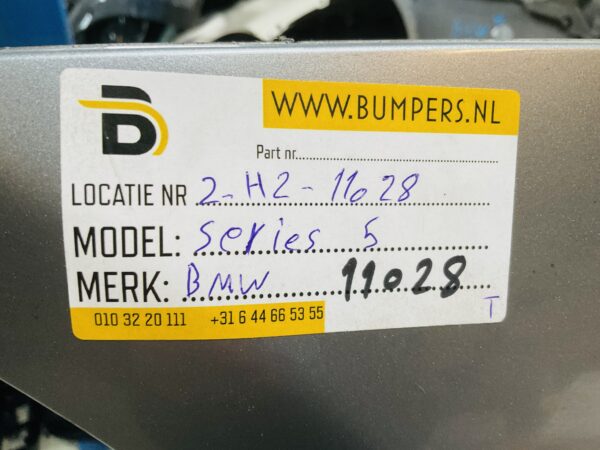 WWW.BUMPERS.NL
B
Part nr.
LOCATIE NR 2-H2-11028
MODEL: series 5
MERK: BMW 11028
T
010 32 20 111 +31 6 44 66 53 55